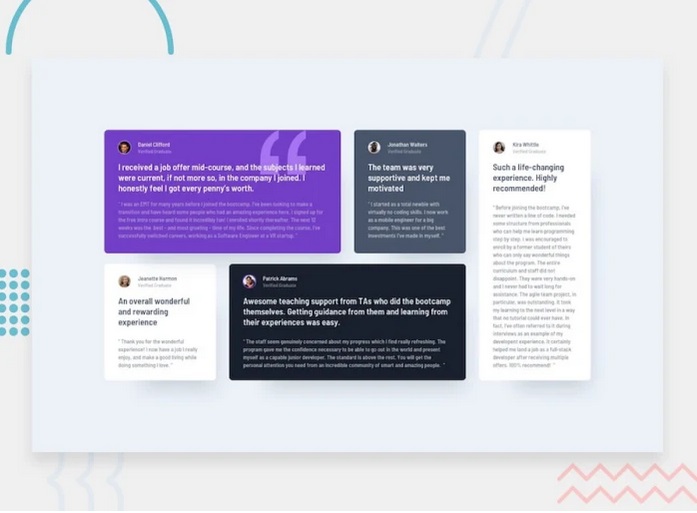 Daniel Clifford
Verified Graduate
I received a job offer mid-course, and the subjects I learned
were current, if not more so, in the company I joined. I
honestly feel I got every penny's worth.
" I was an EMT for many years before I joined the bootcamp. I've been looking to make a
transition and have heard some people who had an amazing experience here. I signed up for
the free intro course and found it incredibly fun! I enrolled shortly thereafter. The next 12
weeks was the best - and most grueling - time of my life. Since completing the course, I've
successfully switched careers, working as a Software Engineer at a VR startup. "
Jonathan Walters
Verified Graduate
The team was very
supportive and kept me
motivated
" I started as a total newbie with
virtually no coding skills. I now work
as a mobile engineer for a big
company. This was one of the best
investments I've made in myself. "
Kira Whittle
Verified Graduate
Such a life-changing
experience. Highly
recommended!
" Before joining the bootcamp, I've
never written a line of code. I needed
some structure from professionals
who can help me learn programming
step by step. I was encouraged to
enroll by a former student of theirs
who can only say wonderful things
about the program. The entire
curriculum and staff did not
disappoint. They were very hands-on
and I never had to wait long for
assistance. The agile team project, in
particular, was outstanding. It took
my learning to the next level in a way
that no tutorial could ever have. In
fact, I've often referred to it during
interviews as an example of my
developent experience. It certainly
helped me land a job as a full-stack
developer after receiving multiple
offers. 100% recommend! "
Jeanette Harmon
Verified Graduate
An overall wonderful
and rewarding
experience
" Thank you for the wonderful
experience! I now have a job I really
enjoy, and make a good living while
doing something I love. "
Patrick Abrams
Verified Graduate
Awesome teaching support from TAs who did the bootcamp
themselves. Getting guidance from them and learning from
their experiences was easy.
" The staff seem genuinely concerned about my progress which I find really refreshing. The
program gave me the confidence necessary to be able to go out in the world and present
myself as a capable junior developer. The standard is above the rest. You will get the
personal attention you need from an incredible community of smart and amazing people. "